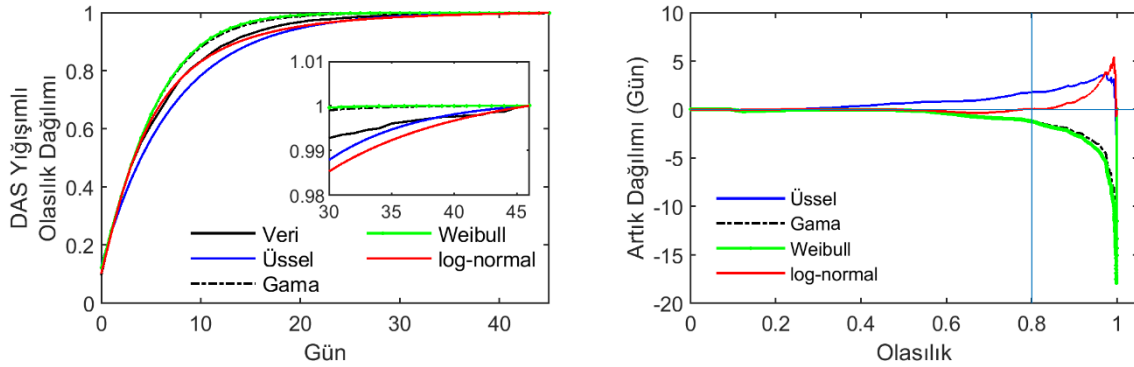 DAS Yığışımlı
Olasılık Dağılımı
1
0.8
0.6
0.4
0.2
0
0
10
20
30
40
Gün
1.01
1
0.99
0.98
30
35
40
45
Veri
Üssel
Gama
Weibull
log-normal
Artık Dağılımı (Gün)
10
5
0
-5
-10
-15
-20
0
0.2
0.4
0.6
0.8
1
Olasılık
Üssel
Gama
Weibull
log-normal